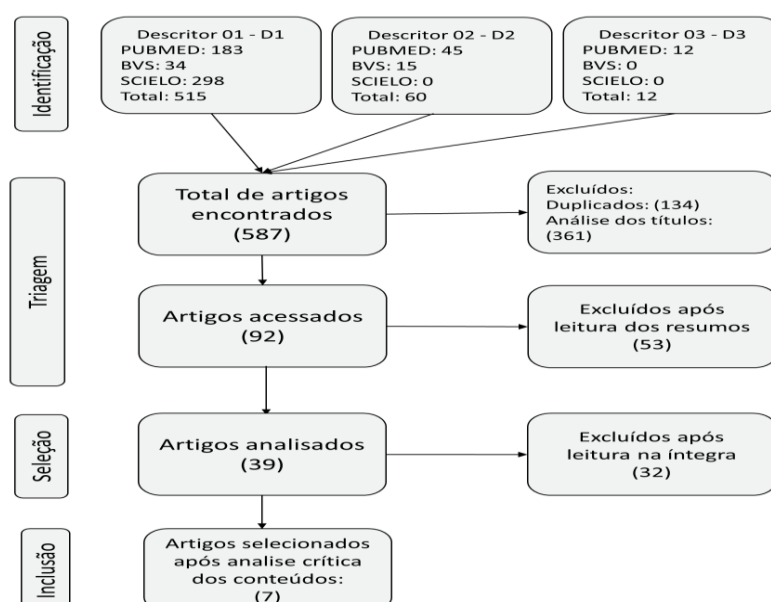 Identificação
Descritor 01 - D1
PUBMED: 183
BVS: 34
SCIELO: 298
Total: 515
Descritor 02 - D2
PUBMED: 45
BVS: 15
SCIELO: 0
Total: 60
Descritor 03 - D3
PUBMED: 12
BVS: 0
SCIELO: 0
Total: 12
Triagem
Total de artigos
encontrados
(587)
Excluídos:
Duplicados: (134)
Análise dos títulos:
(361)
Artigos acessados
(92)
Excluídos após
leitura dos resumos
(53)
Seleção
Artigos analisados
(39)
Excluídos após
leitura na íntegra
(32)
Inclusão
Artigos selecionados
após analise crítica
dos conteúdos:
(7)